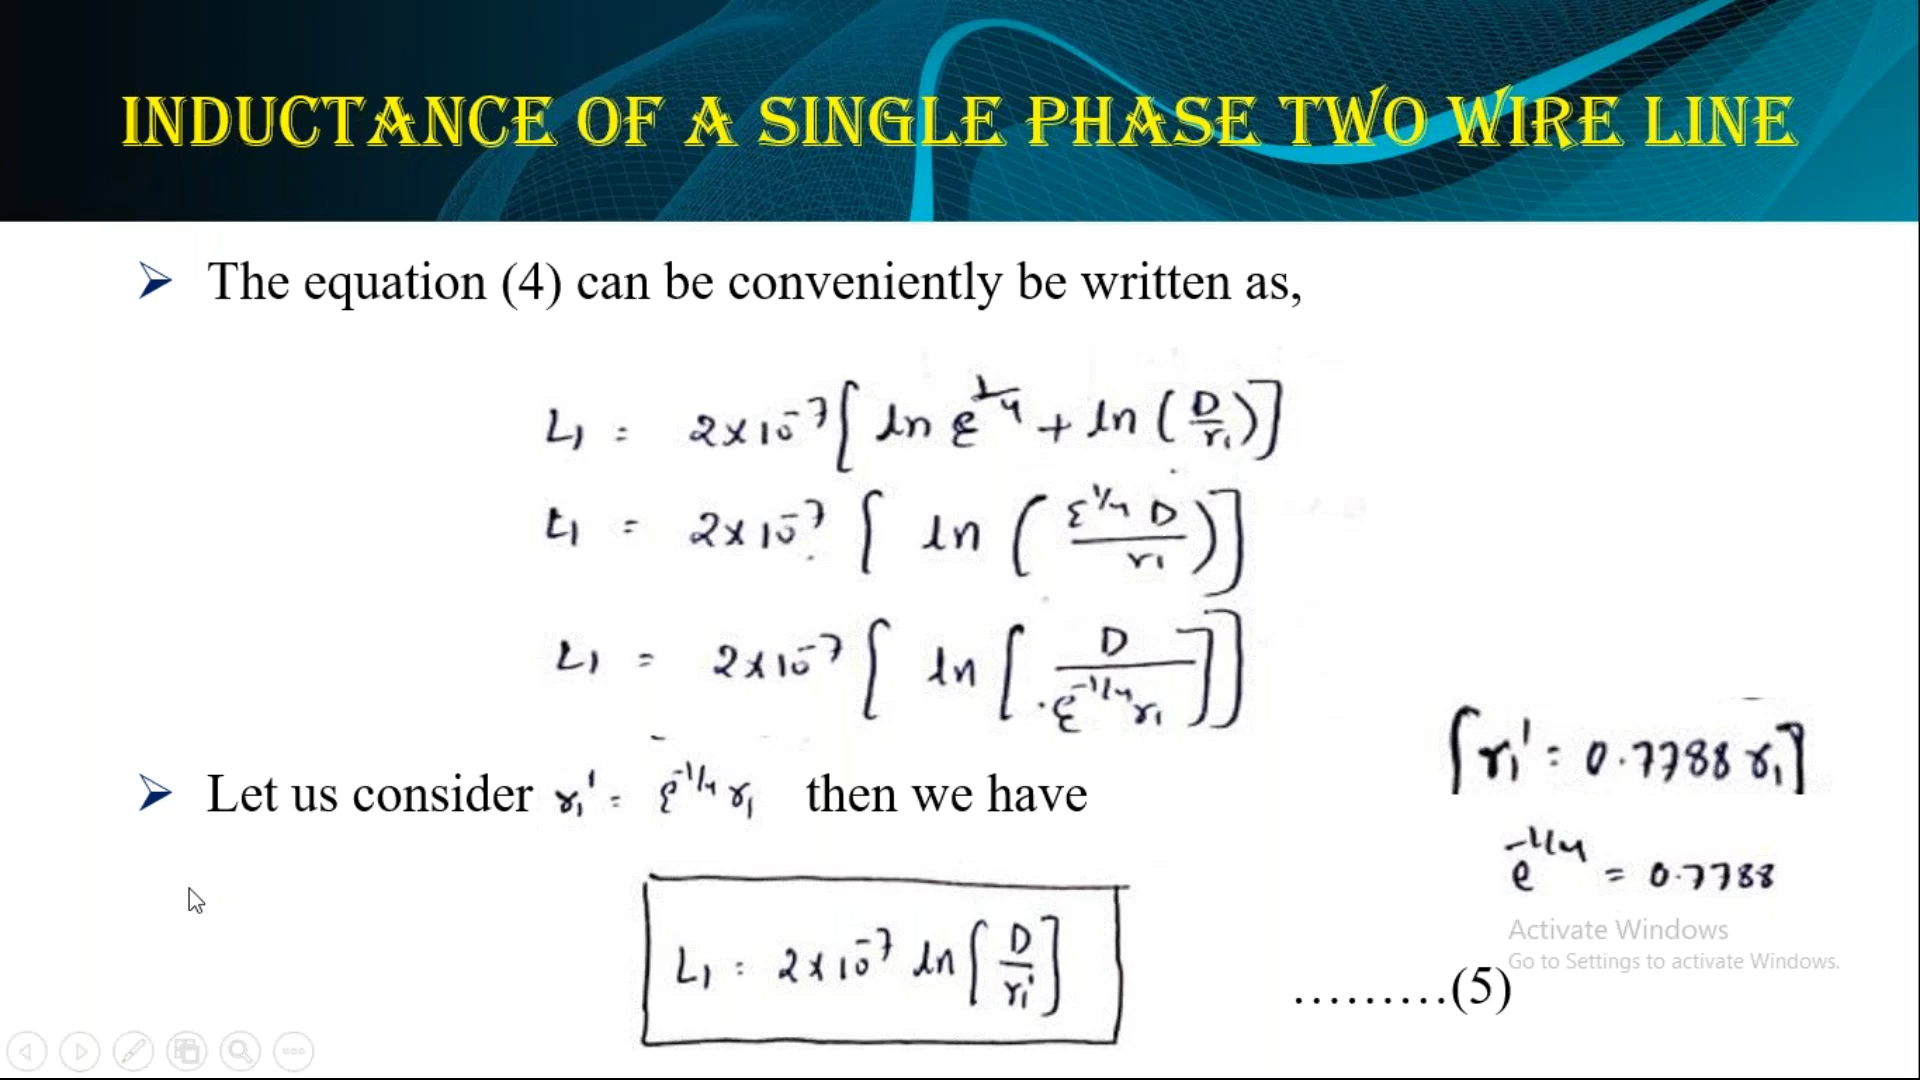 INDUCTANCE OF A SINGLE PHASE TWO WIRE LINE
➢ The equation (4) can be conveniently be written as,
L₁ = 2×10⁻⁷[ln e^1/4 + ln(D/r₁)]
L₁ = 2×10⁻⁷[ln(ε^1/4 D/r₁)]
L₁ = 2×10⁻⁷[ln[D/ε^-1/4 r₁]]
[r₁' = 0.7788 r₁]
➢ Let us consider r₁' = ε^-1/4 r₁ then we have
e^-1/4 = 0.7788
Activate Windows
Go to Settings to activate Windows.
L₁ = 2×10⁻⁷ ln[D/r₁']
.........(5)